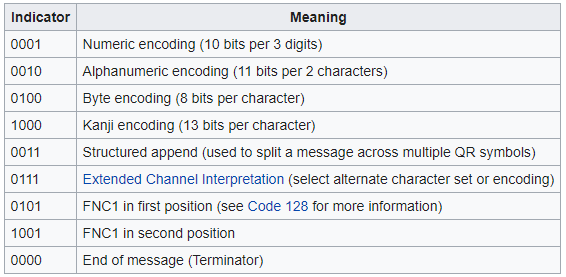 Indicator Meaning
0001 Numeric encoding (10 bits per 3 digits)
0010 Alphanumeric encoding (11 bits per 2 characters)
0100 Byte encoding (8 bits per character)
1000 Kanji encoding (13 bits per character)
0011 Structured append (used to split a message across multiple QR symbols)
0111 Extended Channel Interpretation (select alternate character set or encoding)
0101 FNC1 in first position (see Code 128 for more information)
1001 FNC1 in second position
0000 End of message (Terminator)